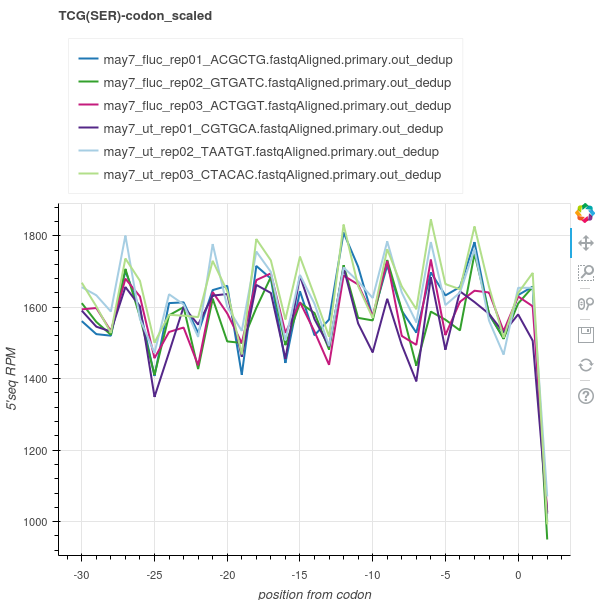 TCG(SER)-codon_scaled
may7_fluc_rep01_ACGCTG.fastqAligned.primary.out_dedup
may7_fluc_rep02_GTGATC.fastqAligned.primary.out_dedup
may7_fluc_rep03_ACTGGT.fastqAligned.primary.out_dedup
may7_ut_rep01_CGTGCA.fastqAligned.primary.out_dedup
may7_ut_rep02_TAATGT.fastqAligned.primary.out_dedup
may7_ut_rep03_CTACAC.fastqAligned.primary.out_dedup
1800
1600
1400
1200
1000
5'seq RPM
-30 -25 -20 -15 -10 -5 0
position from codon